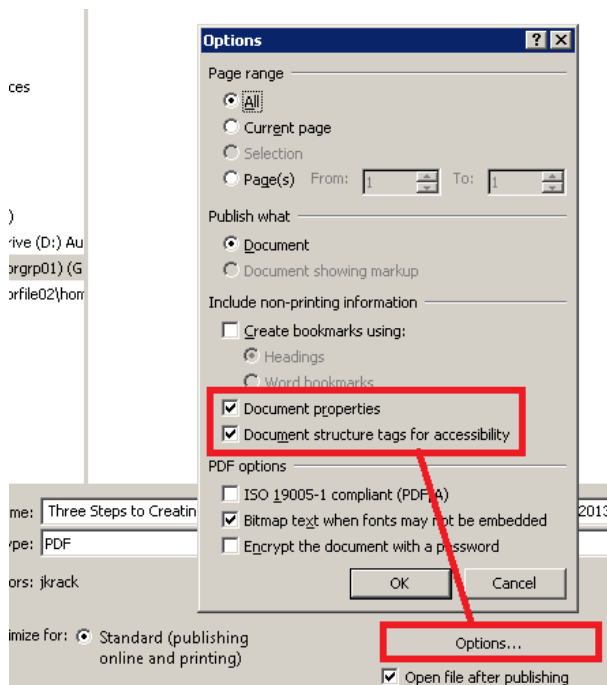 Options
Page range
All
Current page
Selection
Page(s) From: 1 To: 1
Publish what
Document
Document showing markup
Include non-printing information
Create bookmarks using:
Headings
Word bookmarks
Document properties
Document structure tags for accessibility
PDF options
ISO 19005-1 compliant (PDF/A)
Bitmap text when fonts may not be embedded
Encrypt the document with a password
OK Cancel
ces
)
rive (D:) Au
orgrp01) (G
orfile02\hom
me: Three Steps to Creatin 2013
pe: PDF
ors: jkrack
imize for: Standard (publishing
online and printing)
Options...
Open file after publishing